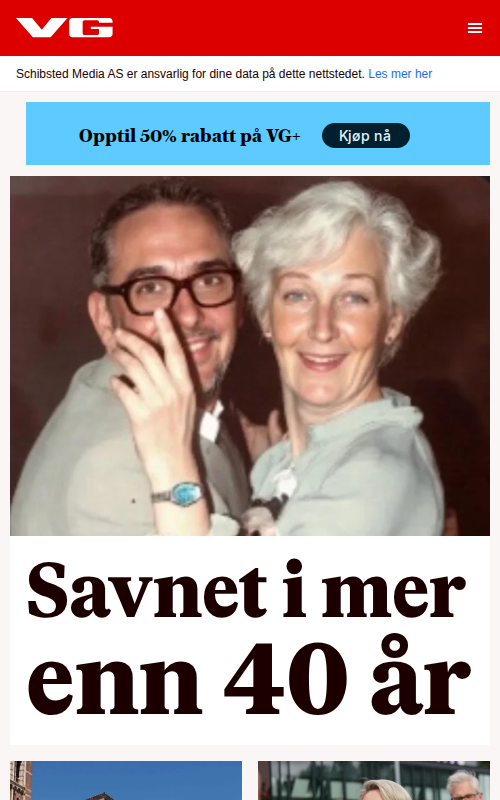 VG
Schibsted Media AS er ansvarlig for dine data på dette nettstedet. Les mer her
Opptil 50% rabatt på VG+
Kjøp nå
Savnet i mer
enn 40 år